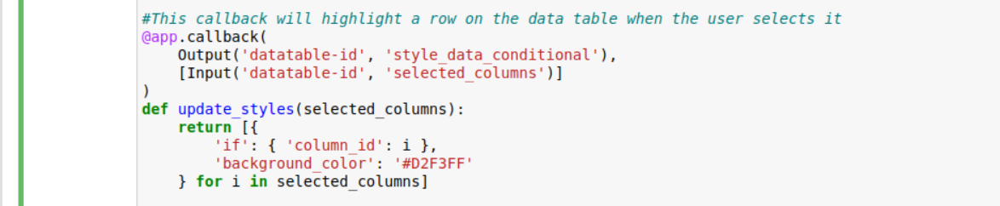 #This callback will highlight a row on the data table when the user selects it
@app.callback(
    Output('datatable-id', 'style_data_conditional'),
    [Input('datatable-id', 'selected_columns')]
)
def update_styles(selected_columns):
    return [{
        'if': { 'column_id': i },
        'background_color': '#D2F3FF'
    } for i in selected_columns]